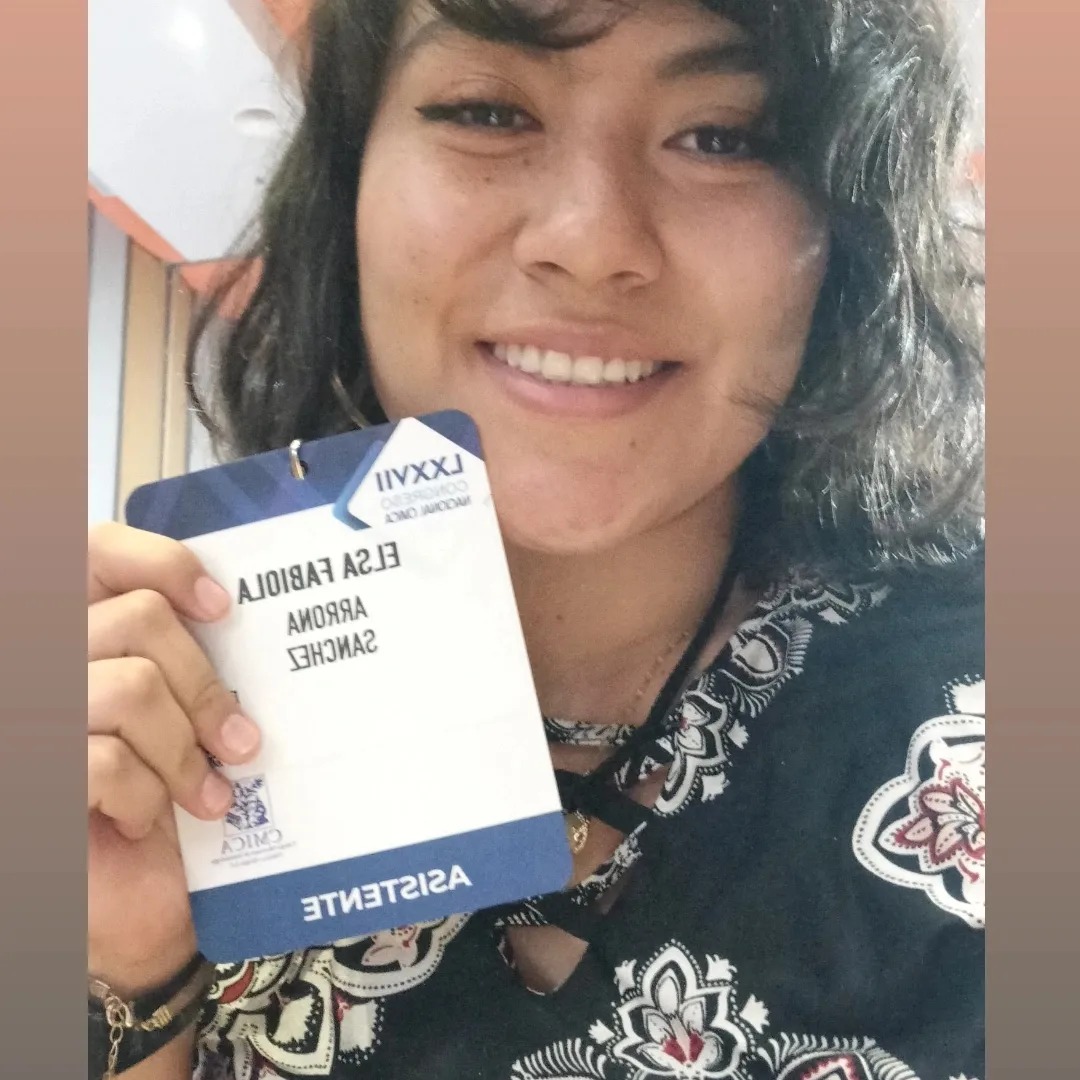 LXXVII
CONGRESO
NACIONAL CMICA
ELSA FABIOLA
ARRONA
SANCHEZ
CMICA
ASISTENTE